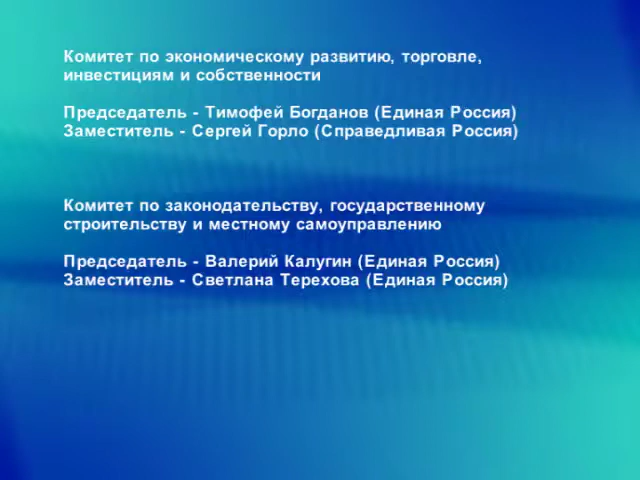 Комитет по экономическому развитию, торговле,
инвестициям и собственности
Председатель - Тимофей Богданов (Единая Россия)
Заместитель - Сергей Горло (Справедливая Россия)
Комитет по законодательству, государственному
строительству и местному самоуправлению
Председатель - Валерий Калугин (Единая Россия)
Заместитель - Светлана Терехова (Единая Россия)